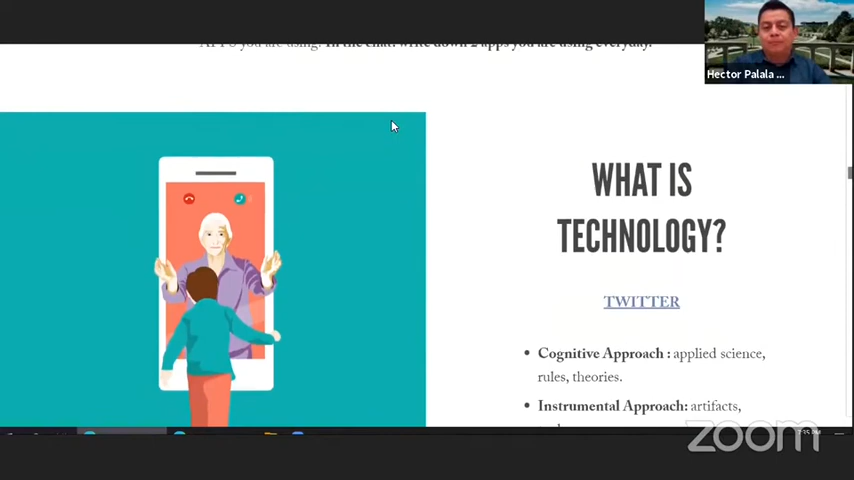 APPS you are using. In the chat: write down 2 apps you are using everyday.
Hector Palala ...
WHAT IS
TECHNOLOGY?
TWITTER
• Cognitive Approach : applied science,
rules, theories.
• Instrumental Approach: artifacts,
zoom